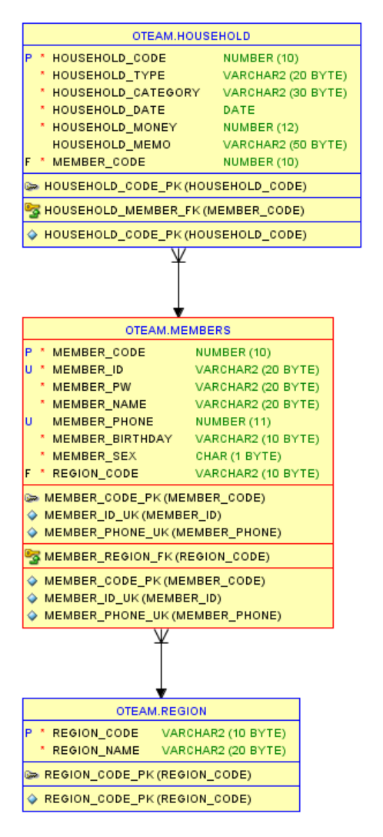 OTEAM.HOUSEHOLD
P * HOUSEHOLD_CODE NUMBER (10)
* HOUSEHOLD_TYPE VARCHAR2 (20 BYTE)
* HOUSEHOLD_CATEGORY VARCHAR2 (30 BYTE)
* HOUSEHOLD_DATE DATE
* HOUSEHOLD_MONEY NUMBER (12)
HOUSEHOLD_MEMO VARCHAR2 (50 BYTE)
F * MEMBER_CODE NUMBER (10)
HOUSEHOLD_CODE_PK (HOUSEHOLD_CODE)
HOUSEHOLD_MEMBER_FK (MEMBER_CODE)
HOUSEHOLD_CODE_PK (HOUSEHOLD_CODE)
OTEAM.MEMBERS
P * MEMBER_CODE NUMBER (10)
U * MEMBER_ID VARCHAR2 (20 BYTE)
* MEMBER_PW VARCHAR2 (20 BYTE)
* MEMBER_NAME VARCHAR2 (20 BYTE)
U MEMBER_PHONE NUMBER (11)
* MEMBER_BIRTHDAY VARCHAR2 (10 BYTE)
* MEMBER_SEX CHAR (1 BYTE)
F * REGION_CODE VARCHAR2 (10 BYTE)
MEMBER_CODE_PK (MEMBER_CODE)
MEMBER_ID_UK (MEMBER_ID)
MEMBER_PHONE_UK (MEMBER_PHONE)
MEMBER_REGION_FK (REGION_CODE)
MEMBER_CODE_PK (MEMBER_CODE)
MEMBER_ID_UK (MEMBER_ID)
MEMBER_PHONE_UK (MEMBER_PHONE)
OTEAM.REGION
P * REGION_CODE VARCHAR2 (10 BYTE)
* REGION_NAME VARCHAR2 (20 BYTE)
REGION_CODE_PK (REGION_CODE)
REGION_CODE_PK (REGION_CODE)